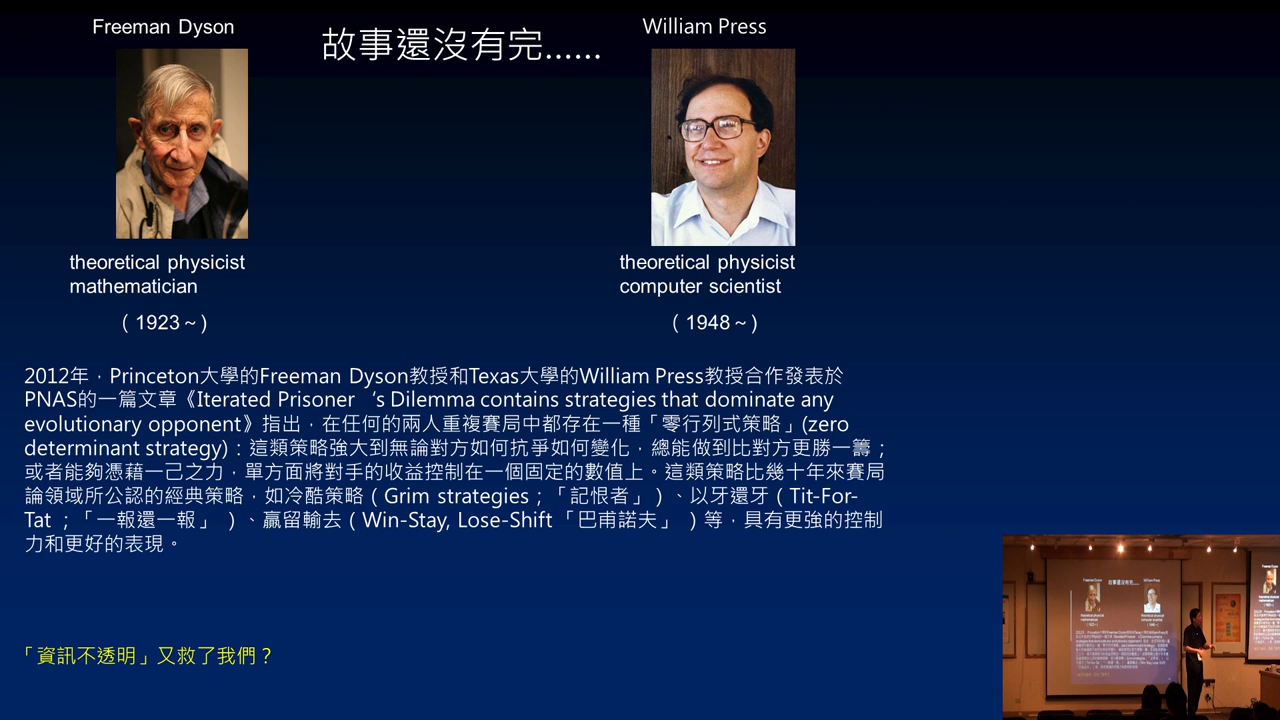 Freeman Dyson
故事還沒有完......
William Press
theoretical physicist
mathematician
( 1923～)
theoretical physicist
computer scientist
( 1948～)
2012年，Princeton大學的Freeman Dyson教授和Texas大學的William Press教授合作發表於
PNAS的一篇文章《Iterated Prisoner‘s Dilemma contains strategies that dominate any
evolutionary opponent》指出，在任何的兩人重複賽局中都存在一種「零行列式策略」(zero
determinant strategy)：這類策略強大到無論對方如何抗爭如何變化，總能做到比對方更勝一籌；
或者能夠憑藉一己之力，單方面將對手的收益控制在一個固定的數值上。這類策略比幾十年來賽局
論領域所公認的經典策略，如冷酷策略（Grim strategies；「記恨者」）、以牙還牙（Tit-For-
Tat ；「一報還一報」 ）、贏留輸去（Win-Stay, Lose-Shift 「巴甫諾夫」 ）等，具有更強的控制
力和更好的表現。
「資訊不透明」又救了我們？